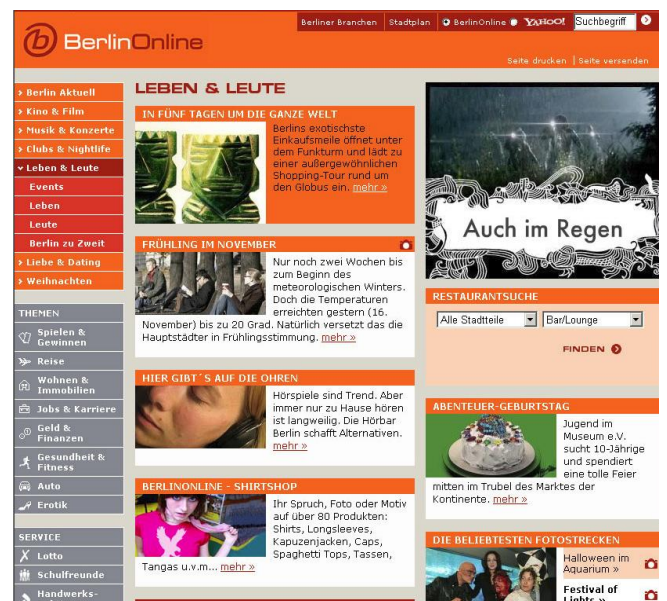 Berliner Branchen
Stadtplan
BerlinOnline
YAHOO!
Suchbegriff
BerlinOnline
Seite drucken | Seite versenden
Berlin Aktuell
Kino & Film
Musik & Konzerte
Clubs & Nightlife
Leben & Leute
Events
Leben
Leute
Berlin zu Zweit
Liebe & Dating
Weihnachten
THEMEN
Spielen &
Gewinnen
Reise
Wohnen &
Immobilien
Jobs & Karriere
Geld &
Finanzen
Gesundheit &
Fitness
Auto
Erotik
SERVICE
Lotto
Schulfreunde
Handwerks-
LEBEN & LEUTE
IN FÜNF TAGEN UM DIE GANZE WELT
Berlins exotischste
Einkaufsmeile öffnet unter
dem Funkturm und lädt zu
einer außergewöhnlichen
Shopping-Tour rund um
den Globus ein. mehr »
FRÜHLING IM NOVEMBER
Nur noch zwei Wochen bis
zum Beginn des
meteorologischen Winters.
Doch die Temperaturen
erreichten gestern (16.
November) bis zu 20 Grad. Natürlich versetzt das die
Hauptstädter in Frühlingsstimmung. mehr »
HIER GIBT´S AUF DIE OHREN
Hörspiele sind Trend. Aber
immer nur zu Hause hören
ist langweilig. Die Hörbar
Berlin schafft Alternativen.
mehr »
BERLINONLINE - SHIRTSHOP
Ihr Spruch, Foto oder Motiv
auf über 80 Produkten:
Shirts, Longsleeves,
Kapuzenjacken, Caps,
Spaghetti Tops, Tassen,
Tangas u.v.m... mehr »
Auch im Regen
RESTAURANTSUCHE
Alle Stadtteile
Bar/Lounge
FINDEN
ABENTEUER-GEBURTSTAG
Jugend im
Museum e.V.
sucht 10-Jährige
und spendiert
eine tolle Feier
mitten im Trubel des Marktes der
Kontinente. mehr »
DIE BELIEBTESTEN FOTOSTRECKEN
Halloween im
Aquarium »
Festival of
Lights »